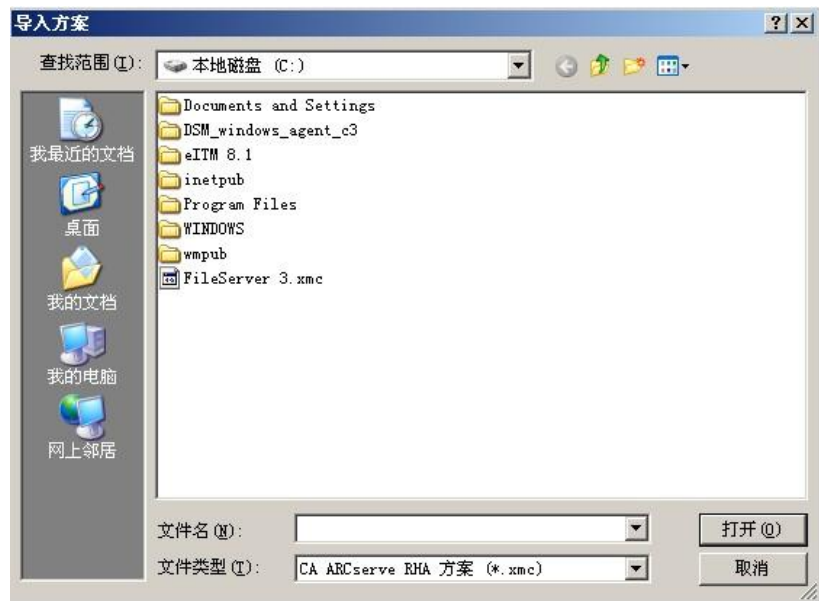 导入方案
查找范围(I):
本地磁盘 (C:)
我最近的文档
桌面
我的文档
我的电脑
网上邻居
Documents and Settings
DSM_windows_agent_c3
eITM 8.1
inetpub
Program Files
WINDOWS
wmpub
FileServer 3.xmc
文件名(N):
打开(O)
文件类型(T):
CA ARCserve RHA 方案 (*.xmc)
取消